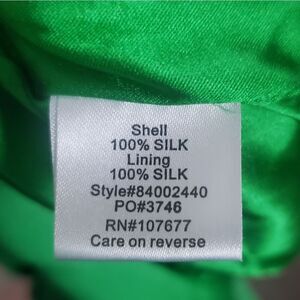 Shell
100% SILK
Lining
100% SILK
Style#84002440
PO#3746
RN#107677
Care on reverse